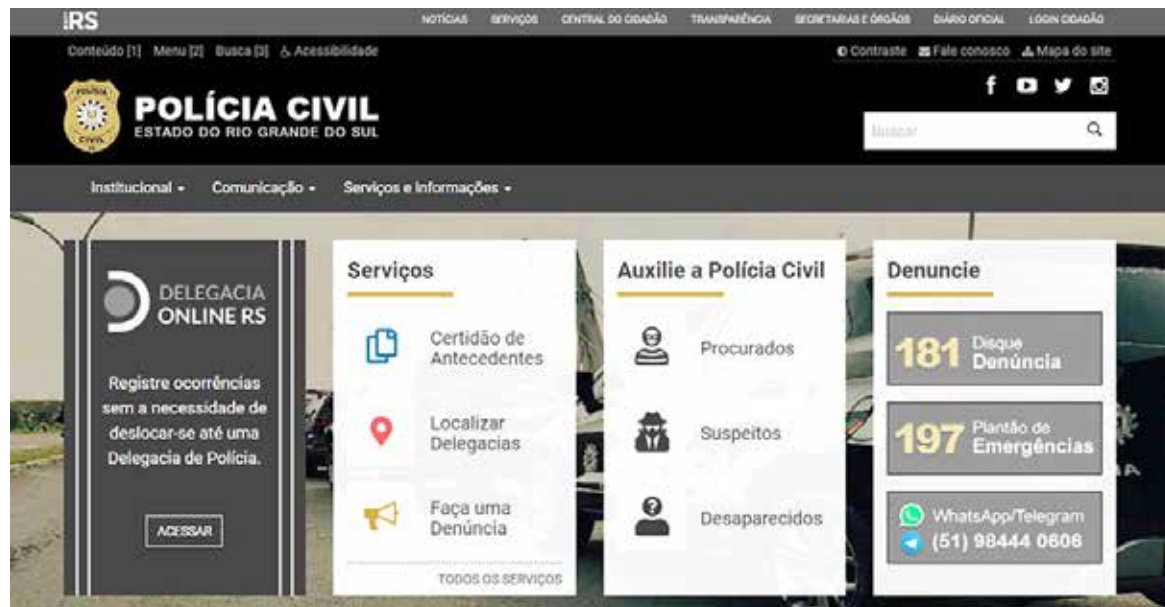 RS
NOTÍCIAS SERVIÇOS CENTRAL DO CIDADÃO TRANSPARÊNCIA SECRETARIAS E ÓRGÃOS DIÁRIO OFICIAL LOGIN CIDADÃO
Conteúdo [1] Menu [2] Busca [3] Acessibilidade
Contraste Fale conosco Mapa do site
POLÍCIA CIVIL
ESTADO DO RIO GRANDE DO SUL
POLÍCIA
CIVIL
buscar
Institucional Comunicação Serviços e Informações
DELEGACIA
ONLINE RS
Registre ocorrências
sem a necessidade de
deslocar-se até uma
Delegacia de Polícia.
ACESSAR
Serviços
Certidão de
Antecedentes
Localizar
Delegacias
Faça uma
Denúncia
TODOS OS SERVIÇOS
Auxilie a Polícia Civil
Procurados
Suspeitos
Desaparecidos
Denuncie
181 Disque
Denúncia
197 Plantão de
Emergências
WhatsApp/Telegram
(51) 98444 0606